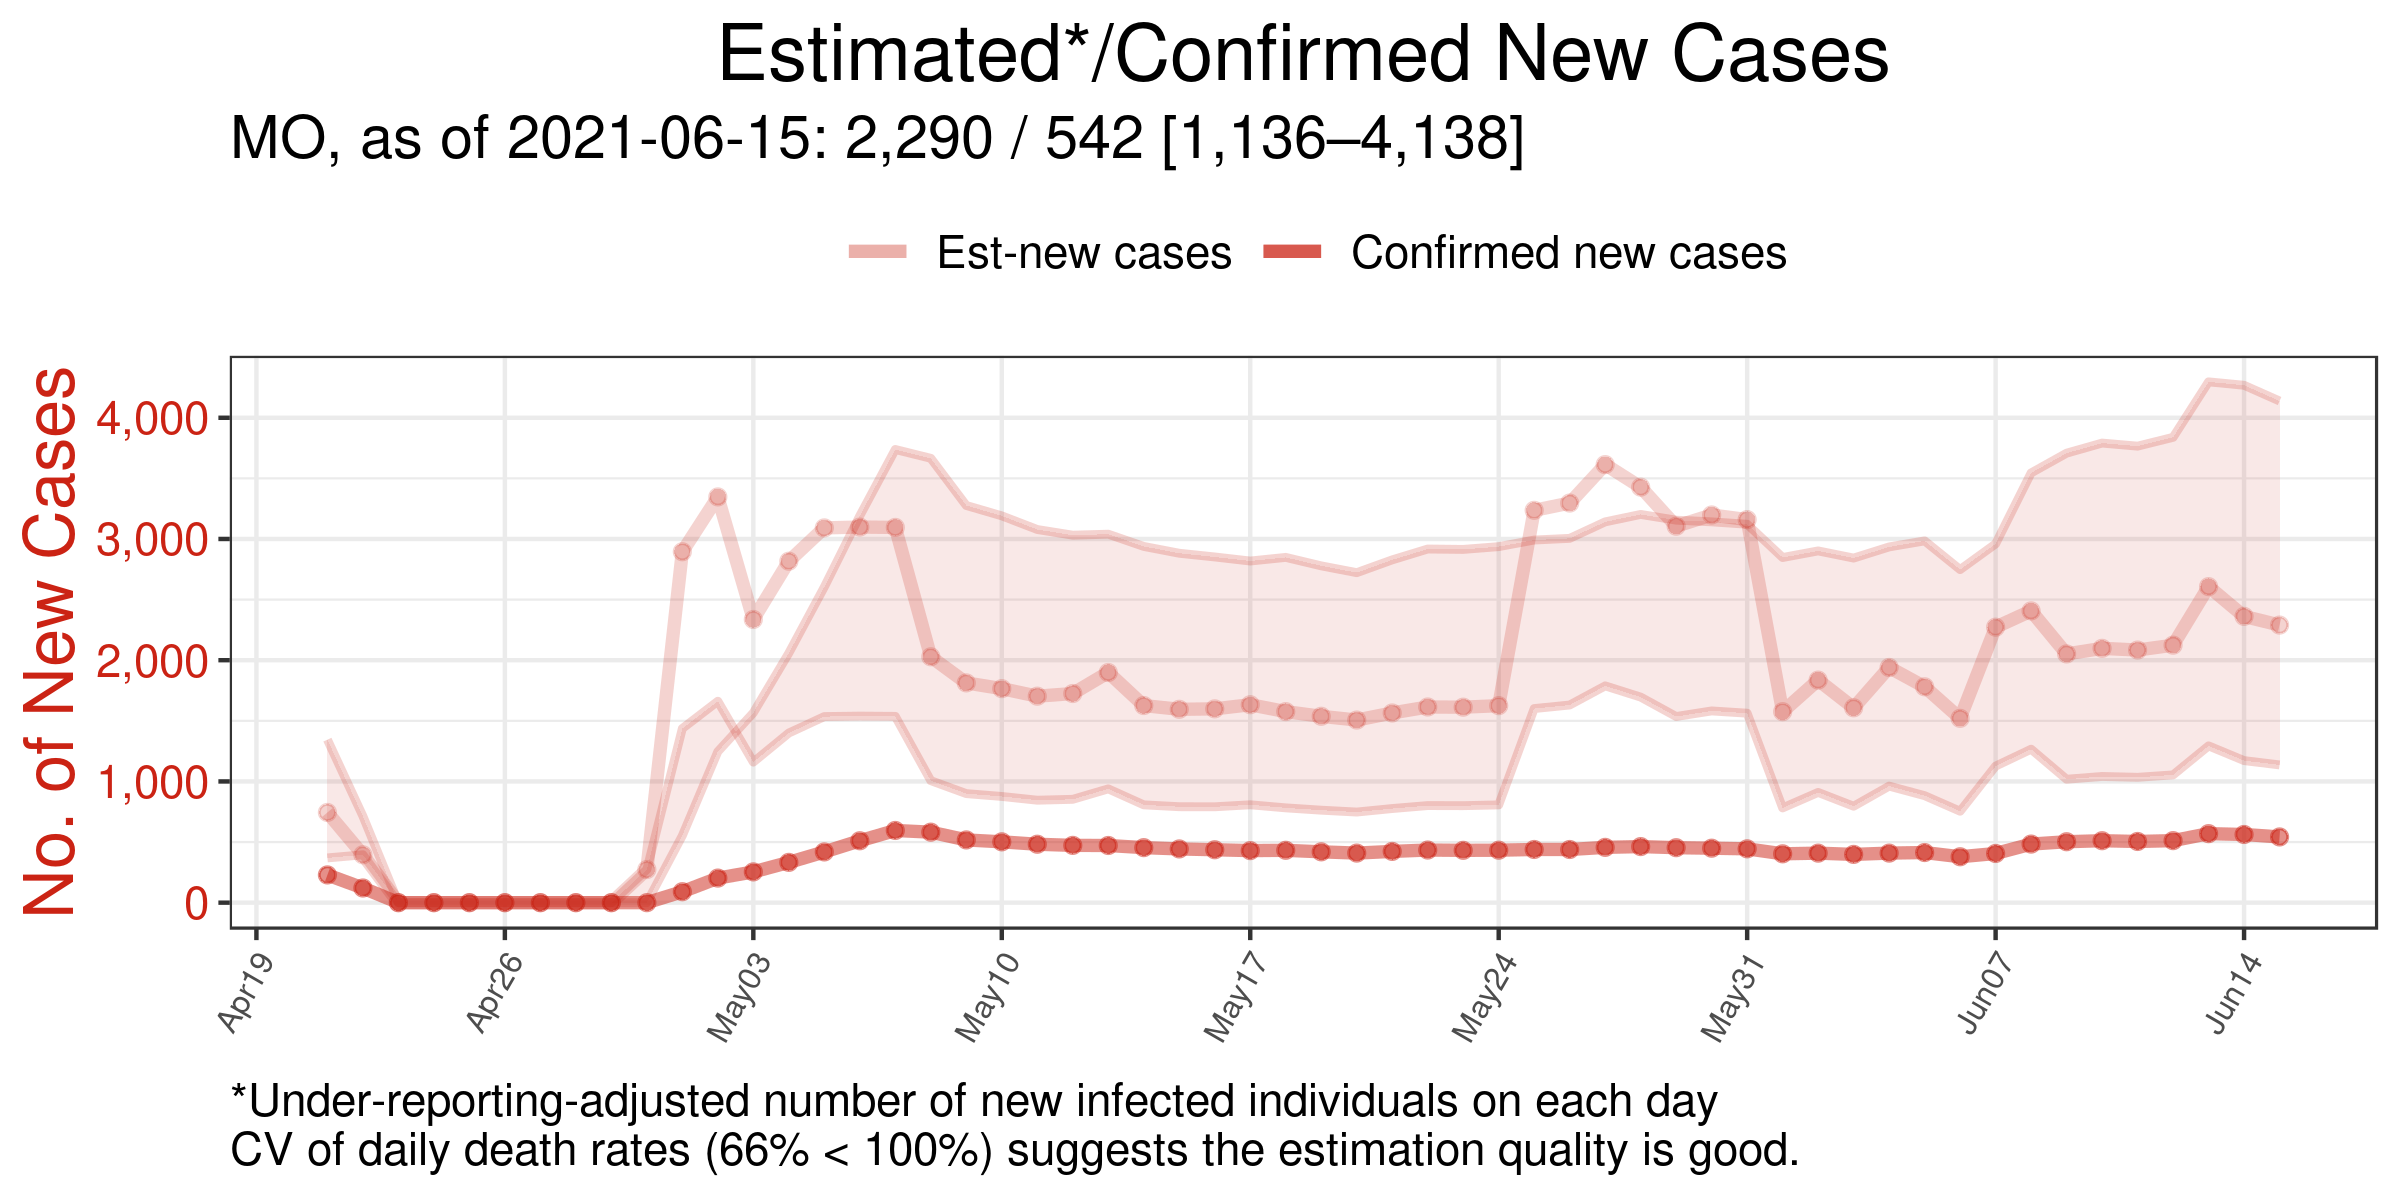 Estimated*/Confirmed New Cases
MO, as of 2021-06-15: 2,290 / 542 [1,136–4,138]
Est-new cases
Confirmed new cases
No. of New Cases
4,000
3,000
2,000
1,000
0
Apr19
Apr26
May03
May10
May17
May24
May31
Jun07
Jun14
*Under-reporting-adjusted number of new infected individuals on each day
CV of daily death rates (66% < 100%) suggests the estimation quality is good.